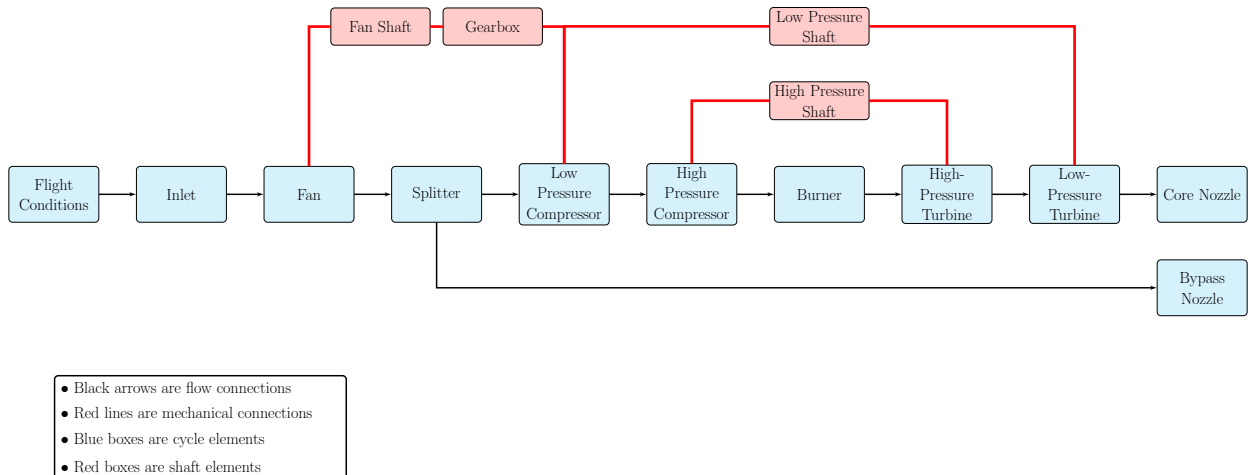 Fan Shaft
Gearbox
Low Pressure
Shaft
High Pressure
Shaft
Flight
Conditions
Inlet
Fan
Splitter
Low
Pressure
Compressor
High
Pressure
Compressor
Burner
High-
Pressure
Turbine
Low-
Pressure
Turbine
Core Nozzle
Bypass
Nozzle
• Black arrows are flow connections
• Red lines are mechanical connections
• Blue boxes are cycle elements
• Red boxes are shaft elements